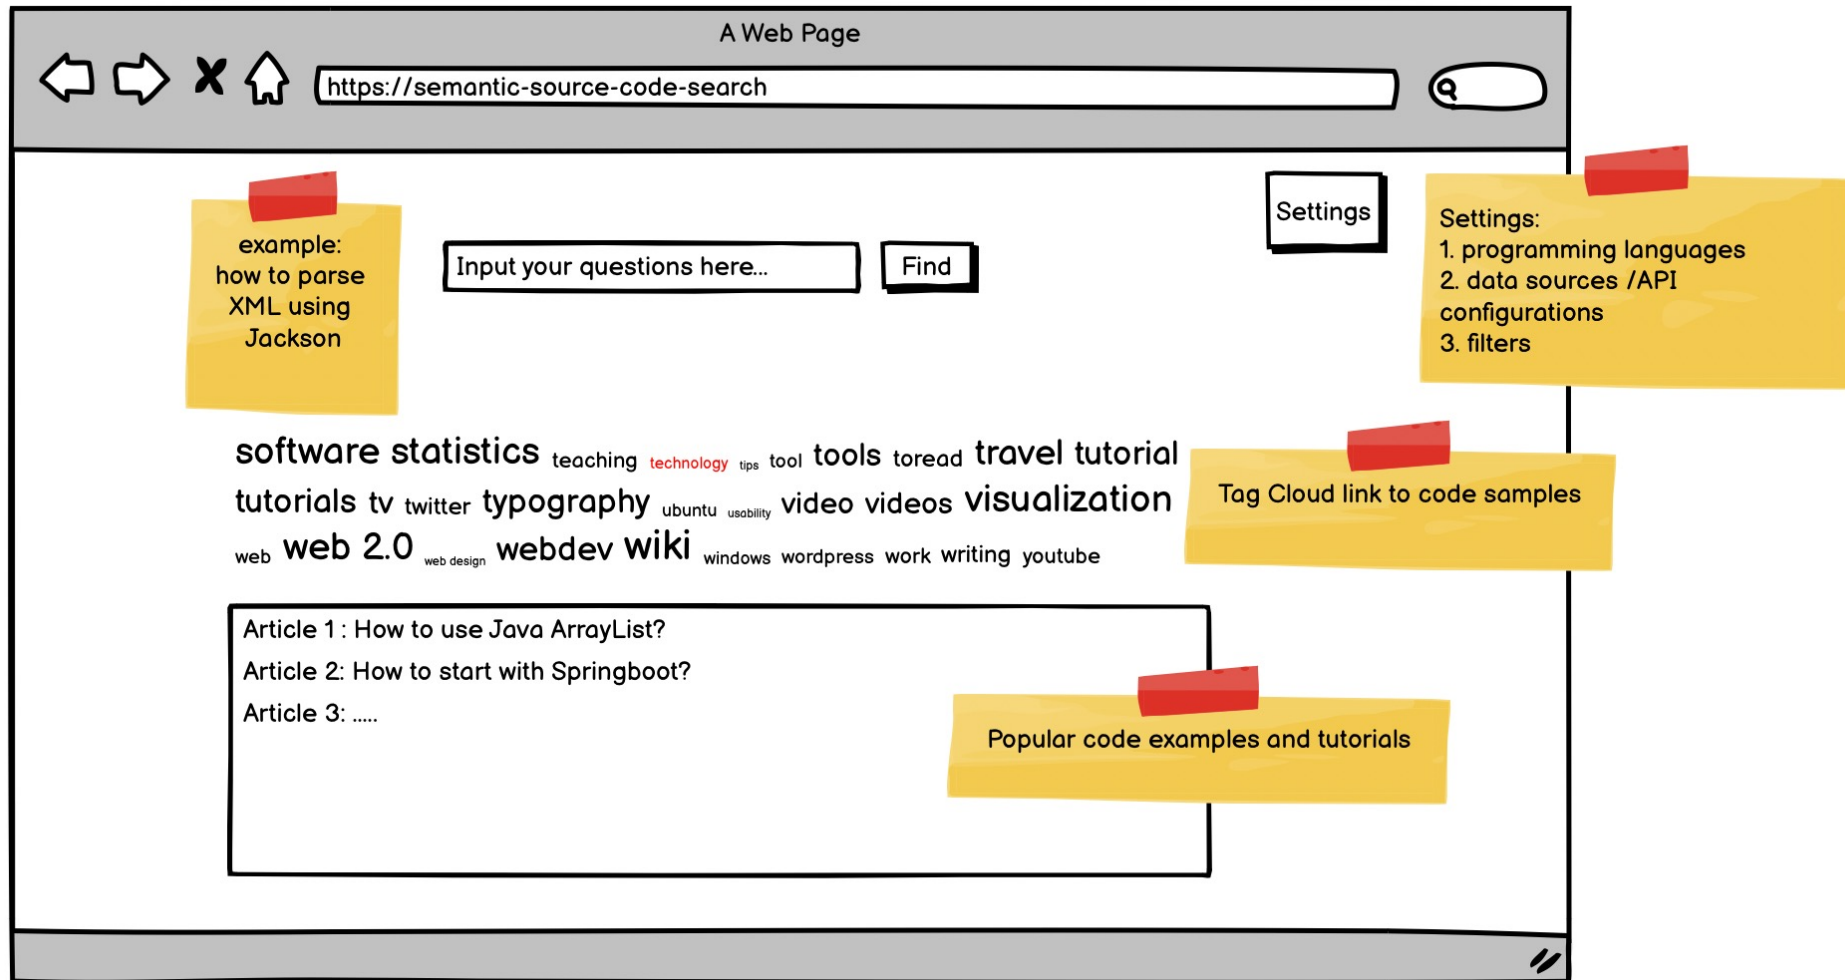 A Web Page
https://semantic-source-code-search
example:
how to parse
XML using
Jackson
Input your questions here...
Find
Settings
Settings:
1. programming languages
2. data sources /API
configurations
3. filters
software statistics teaching technology tips tool tools toread travel tutorial
tutorials tv twitter typography ubuntu usability video videos visualization
web web 2.0 web design webdev wiki windows wordpress work writing youtube
Tag Cloud link to code samples
Article 1 : How to use Java ArrayList?
Article 2: How to start with Springboot?
Article 3: .....
Popular code examples and tutorials